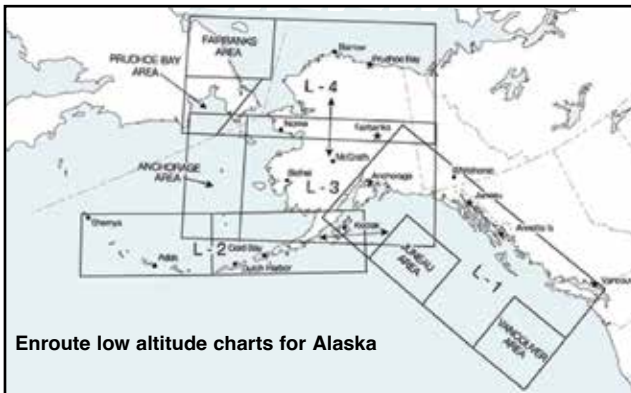 FAIRBANKS
AREA
PRUDHOE BAY
AREA
Barrow
Prudhoe Bay
L - 4
Nome
Fairbanks
McGrath
ANCHORAGE
AREA
Bethel
L - 3
Anchorage
Whitehorse
Juneau
Shemya
Kodiak
Annette Is
L - 2
Cold Bay
Adak
Dutch Harbor
JUNEAU
AREA
L - 1
Vancouver
VANCOUVER
AREA
Enroute low altitude charts for Alaska